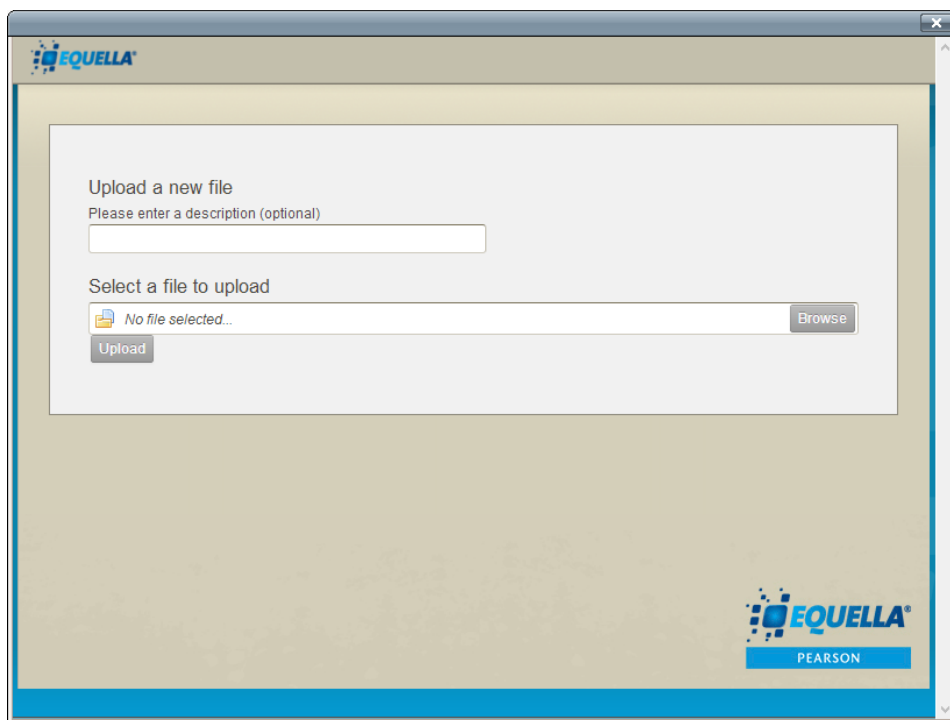 EQUELLA®
Upload a new file
Please enter a description (optional)
Select a file to upload
No file selected... Browse
Upload
EQUELLA®
PEARSON